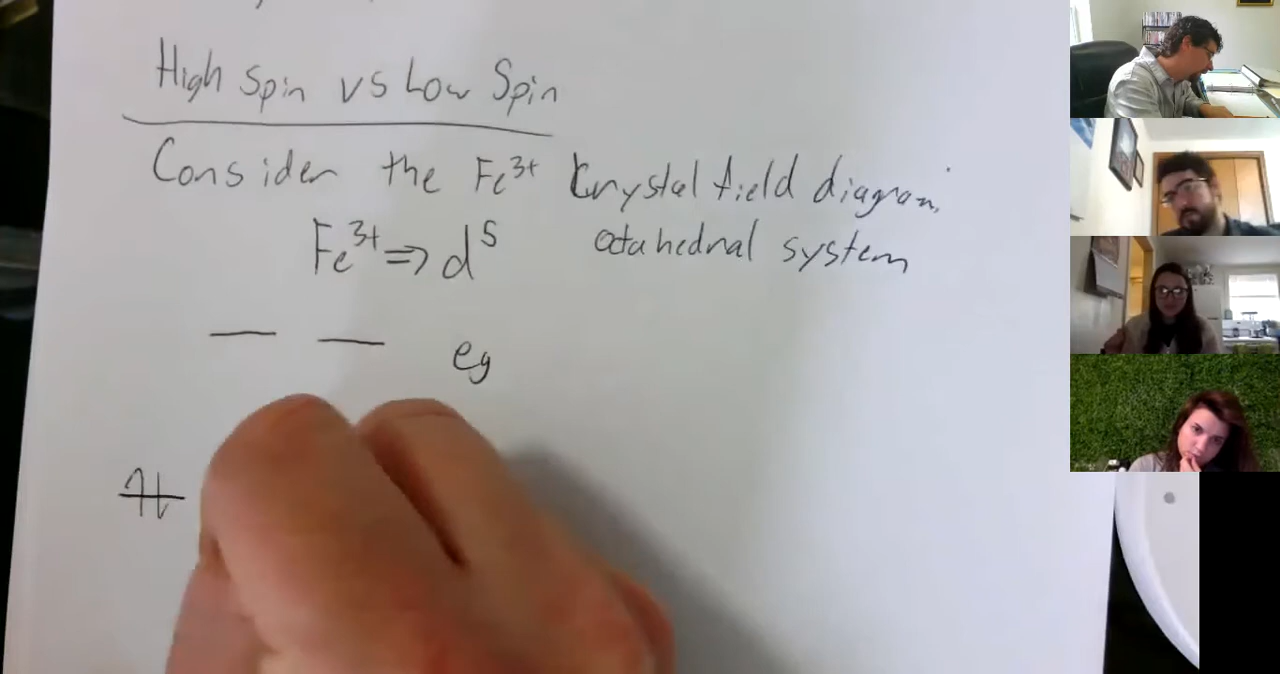 High Spin vs Low Spin
Consider the Fe³⁺ Crystal field diagram,
octahedral system
Fe³⁺ ⇒ d⁵
eg